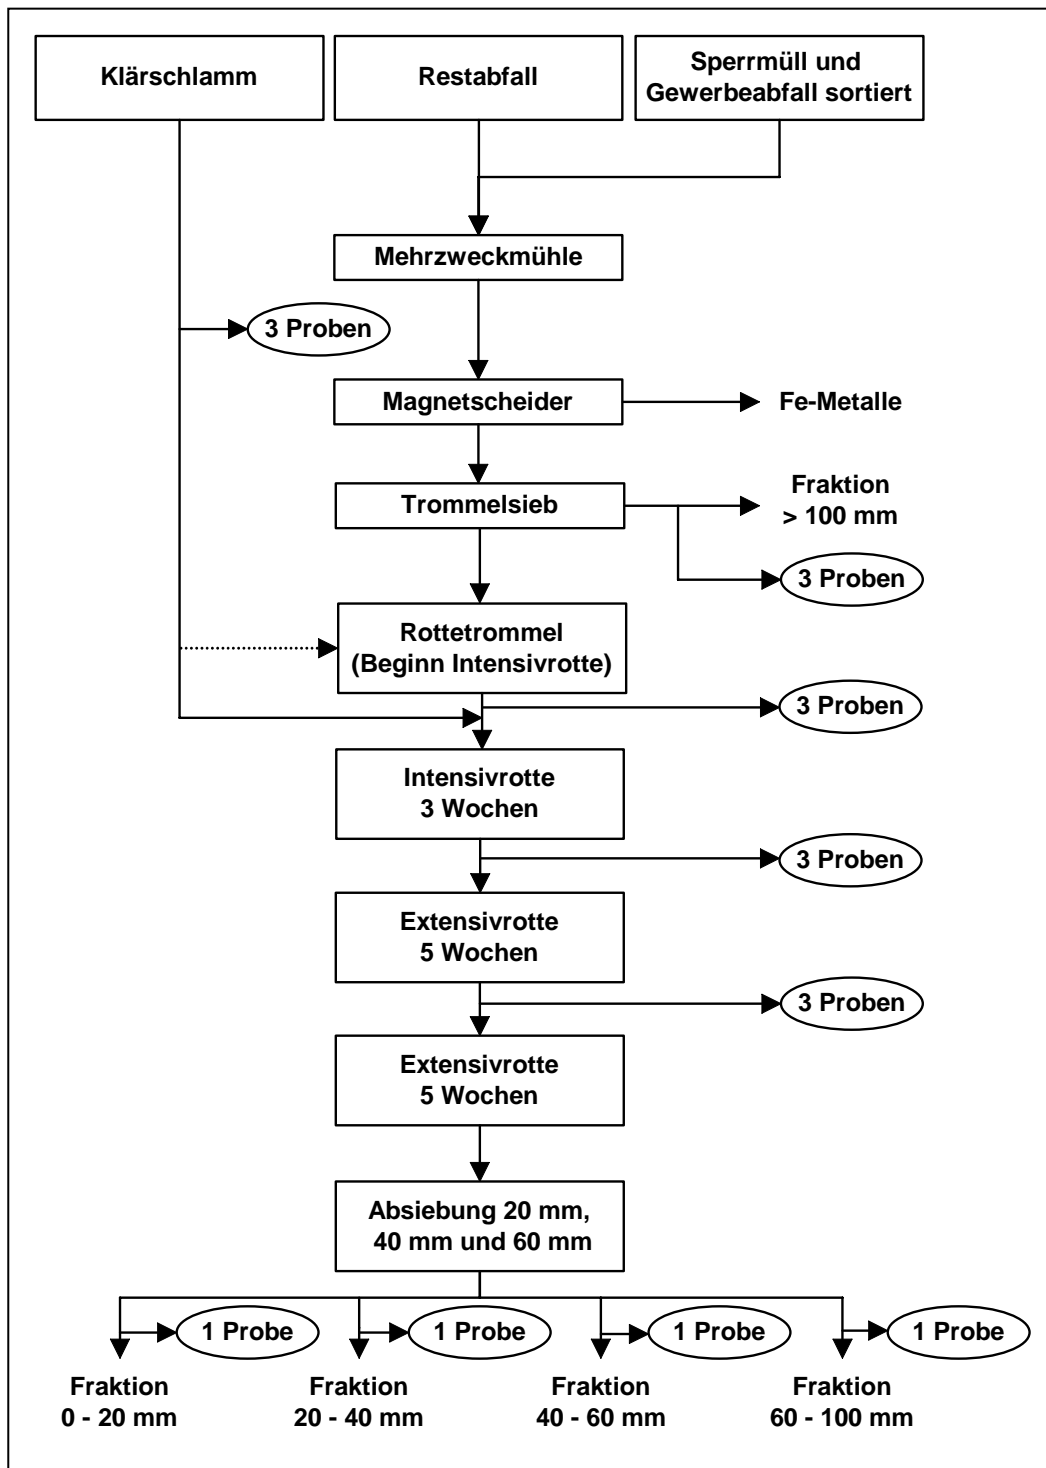 Klärschlamm
Restabfall
Sperrmüll und
Gewerbeabfall sortiert
Mehrzweckmühle
3 Proben
Magnetscheider
Fe-Metalle
Trommelsieb
Fraktion
> 100 mm
3 Proben
Rottetrommel
(Beginn Intensivrotte)
3 Proben
Intensivrotte
3 Wochen
3 Proben
Extensivrotte
5 Wochen
3 Proben
Extensivrotte
5 Wochen
Absiebung 20 mm,
40 mm und 60 mm
1 Probe
1 Probe
1 Probe
1 Probe
Fraktion
0 - 20 mm
Fraktion
20 - 40 mm
Fraktion
40 - 60 mm
Fraktion
60 - 100 mm